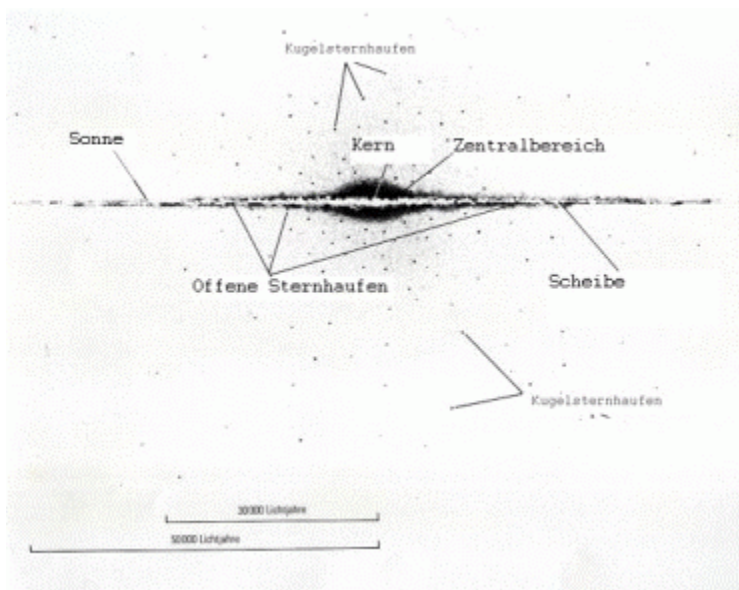 Kugelsternhaufen
Sonne
Kern
Zentralbereich
Offene Sternhaufen
Scheibe
Kugelsternhaufen
30000 Lichtjahre
50000 Lichtjahre